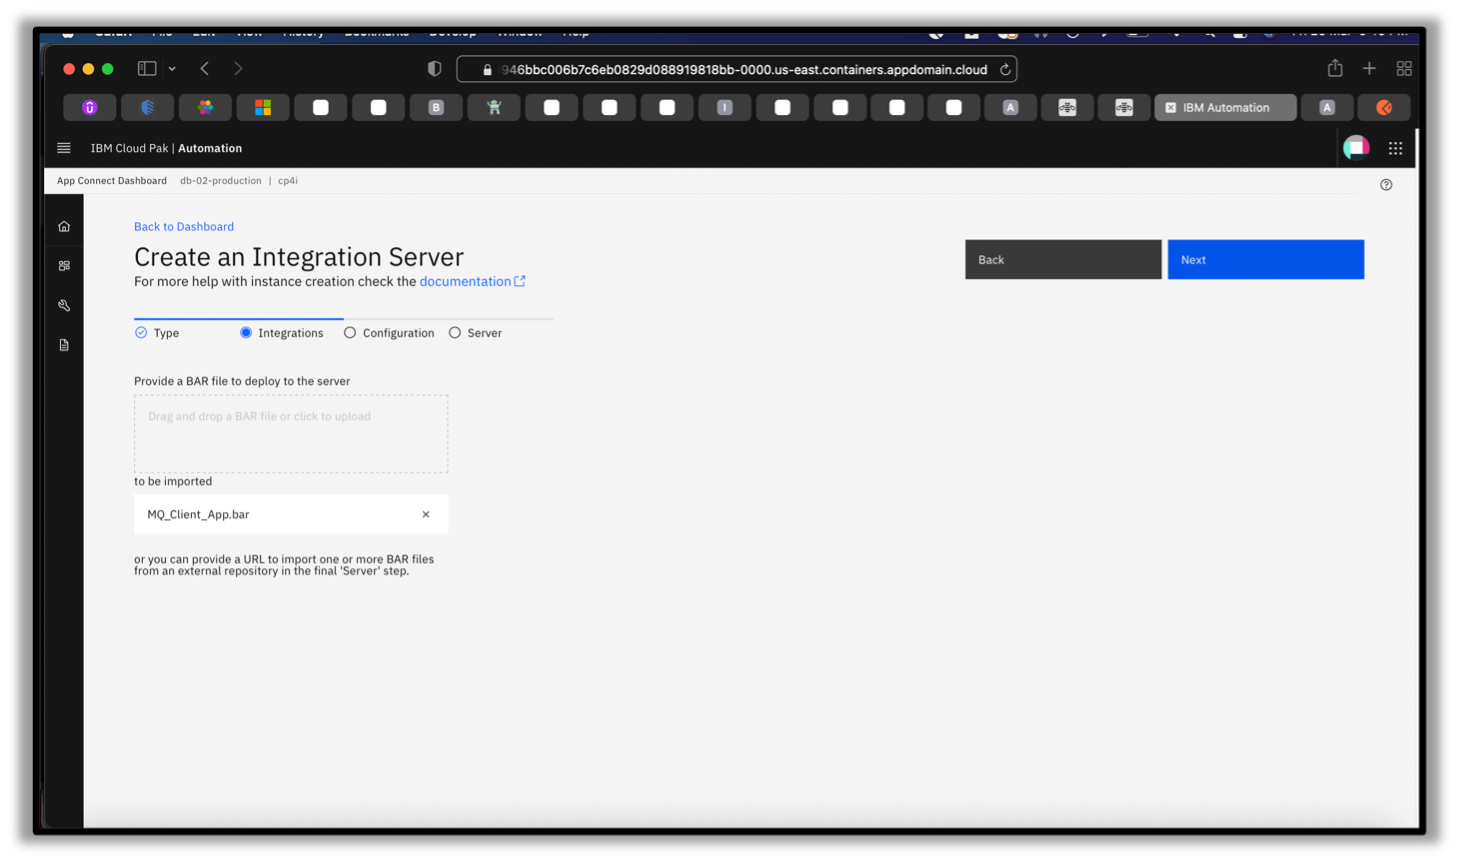 946bbc006b7c6eb0829d088919818bb-0000.us-east.containers.appdomain.cloud
B
I
A
IBM Automation
A
IBM Cloud Pak | Automation
App Connect Dashboard db-02-production | cp4i
Back to Dashboard
Create an Integration Server
For more help with instance creation check the documentation
Back
Next
Type
Integrations
Configuration
Server
Provide a BAR file to deploy to the server
Drag and drop a BAR file or click to upload
to be imported
MQ_Client_App.bar
or you can provide a URL to import one or more BAR files
from an external repository in the final 'Server' step.